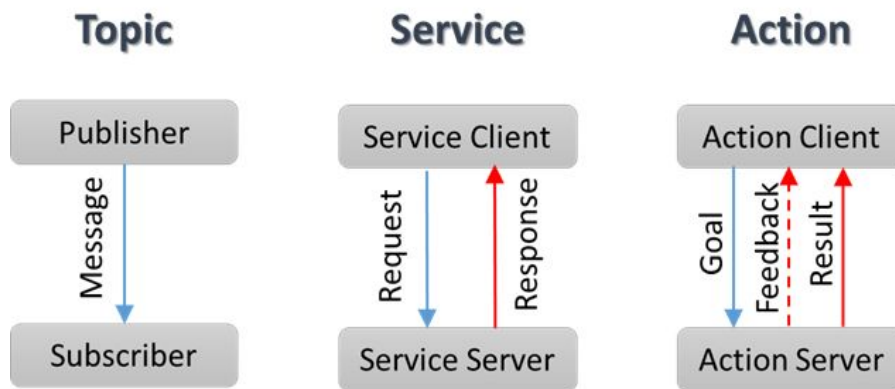 Topic
Service
Action
Publisher
Service Client
Action Client
Message
Request
Response
Goal
Feedback
Result
Subscriber
Service Server
Action Server